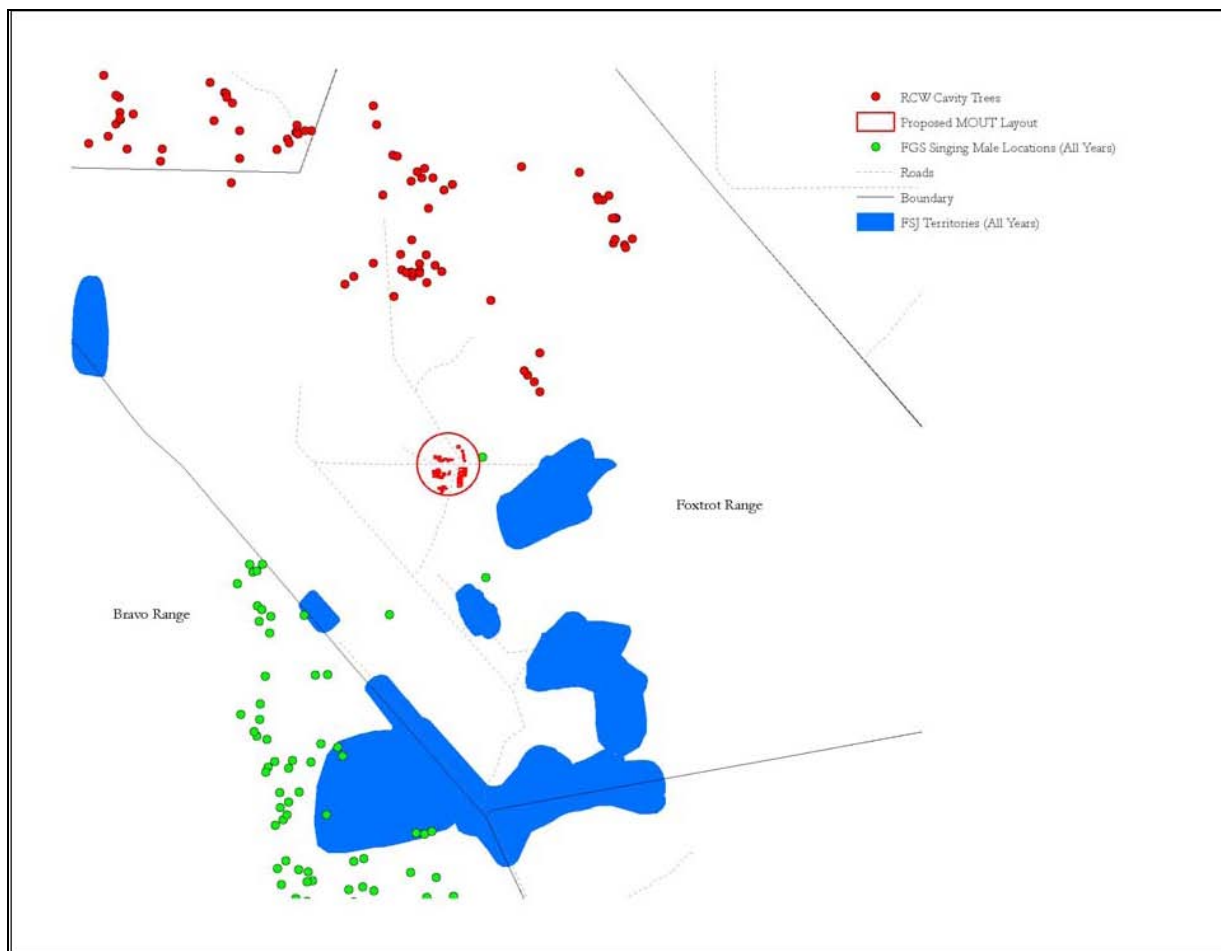 RCW Cavity Trees
Proposed MOUT Layout
FGS Singing Male Locations (All Years)
Roads
Boundary
FSJ Territories (All Years)
Foxtrot Range
Bravo Range